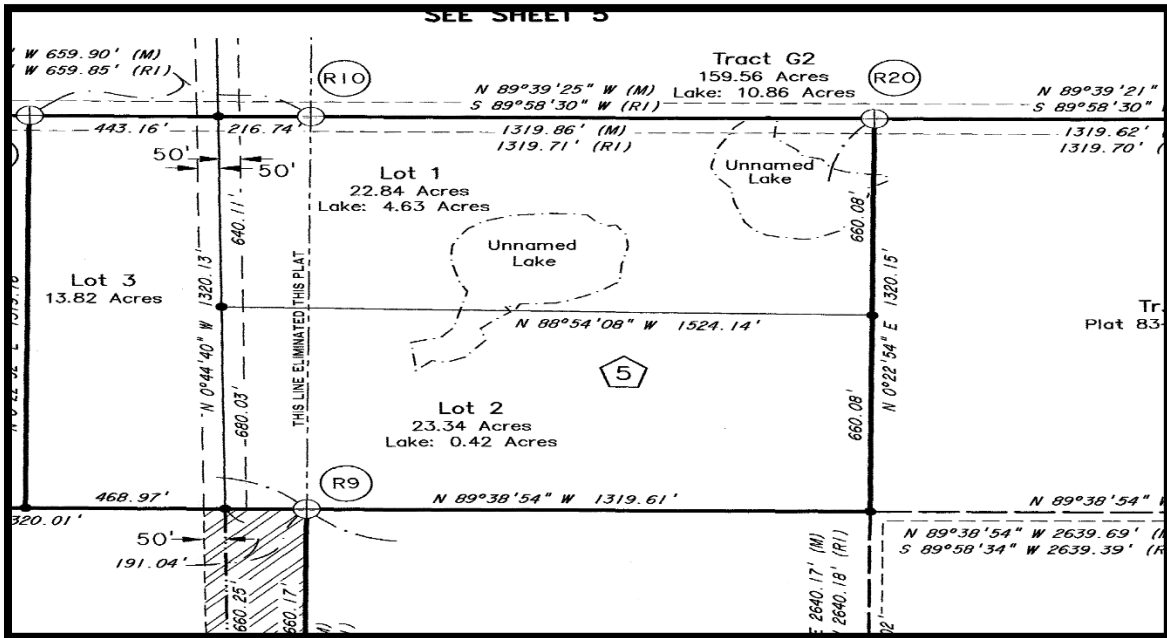 SEE SHEET 5
W 659.90' (M)
W 659.85' (R1)
R10
N 89°39'25" W (M)
S 89°58'30" W (R1)
Tract G2
159.56 Acres
Lake: 10.86 Acres
R20
N 89°39'21"
S 89°58'30"
443.16'
216.74'
1319.86' (M)
1319.71' (R1)
1319.62'
1319.70'
50'
50'
Lot 1
22.84 Acres
Lake: 4.63 Acres
Unnamed
Lake
Unnamed
Lake
640.11'
660.08'
Lot 3
13.82 Acres
N 0°44'40" W 1320.13'
THIS LINE ELIMINATED THIS PLAT
N 88°54'08" W 1524.14'
N 0°22'54" E 1320.15'
Tr.
Plat 83-
5
Lot 2
23.34 Acres
Lake: 0.42 Acres
680.03'
660.08'
R9
468.97'
N 89°38'54" W 1319.61'
N 89°38'54" W
320.01'
50'
191.04'
N 89°38'54" W 2639.69'
S 89°58'34" W 2639.39'
660.25'
660.17'
E 2640.17' (M)
W 2640.18' (R1)